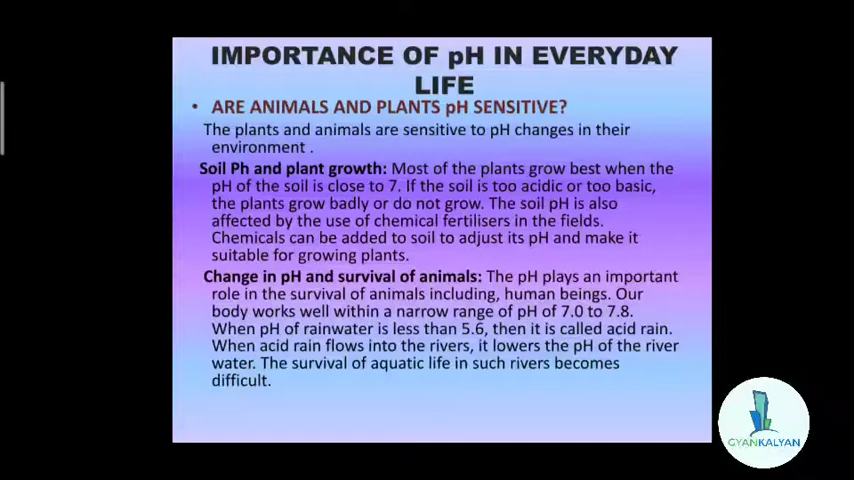 IMPORTANCE OF pH IN EVERYDAY
LIFE
• ARE ANIMALS AND PLANTS pH SENSITIVE?
The plants and animals are sensitive to pH changes in their
environment .
Soil Ph and plant growth: Most of the plants grow best when the
pH of the soil is close to 7. If the soil is too acidic or too basic,
the plants grow badly or do not grow. The soil pH is also
affected by the use of chemical fertilisers in the fields.
Chemicals can be added to soil to adjust its pH and make it
suitable for growing plants.
Change in pH and survival of animals: The pH plays an important
role in the survival of animals including, human beings. Our
body works well within a narrow range of pH of 7.0 to 7.8.
When pH of rainwater is less than 5.6, then it is called acid rain.
When acid rain flows into the rivers, it lowers the pH of the river
water. The survival of aquatic life in such rivers becomes
difficult.
GYANKALYAN